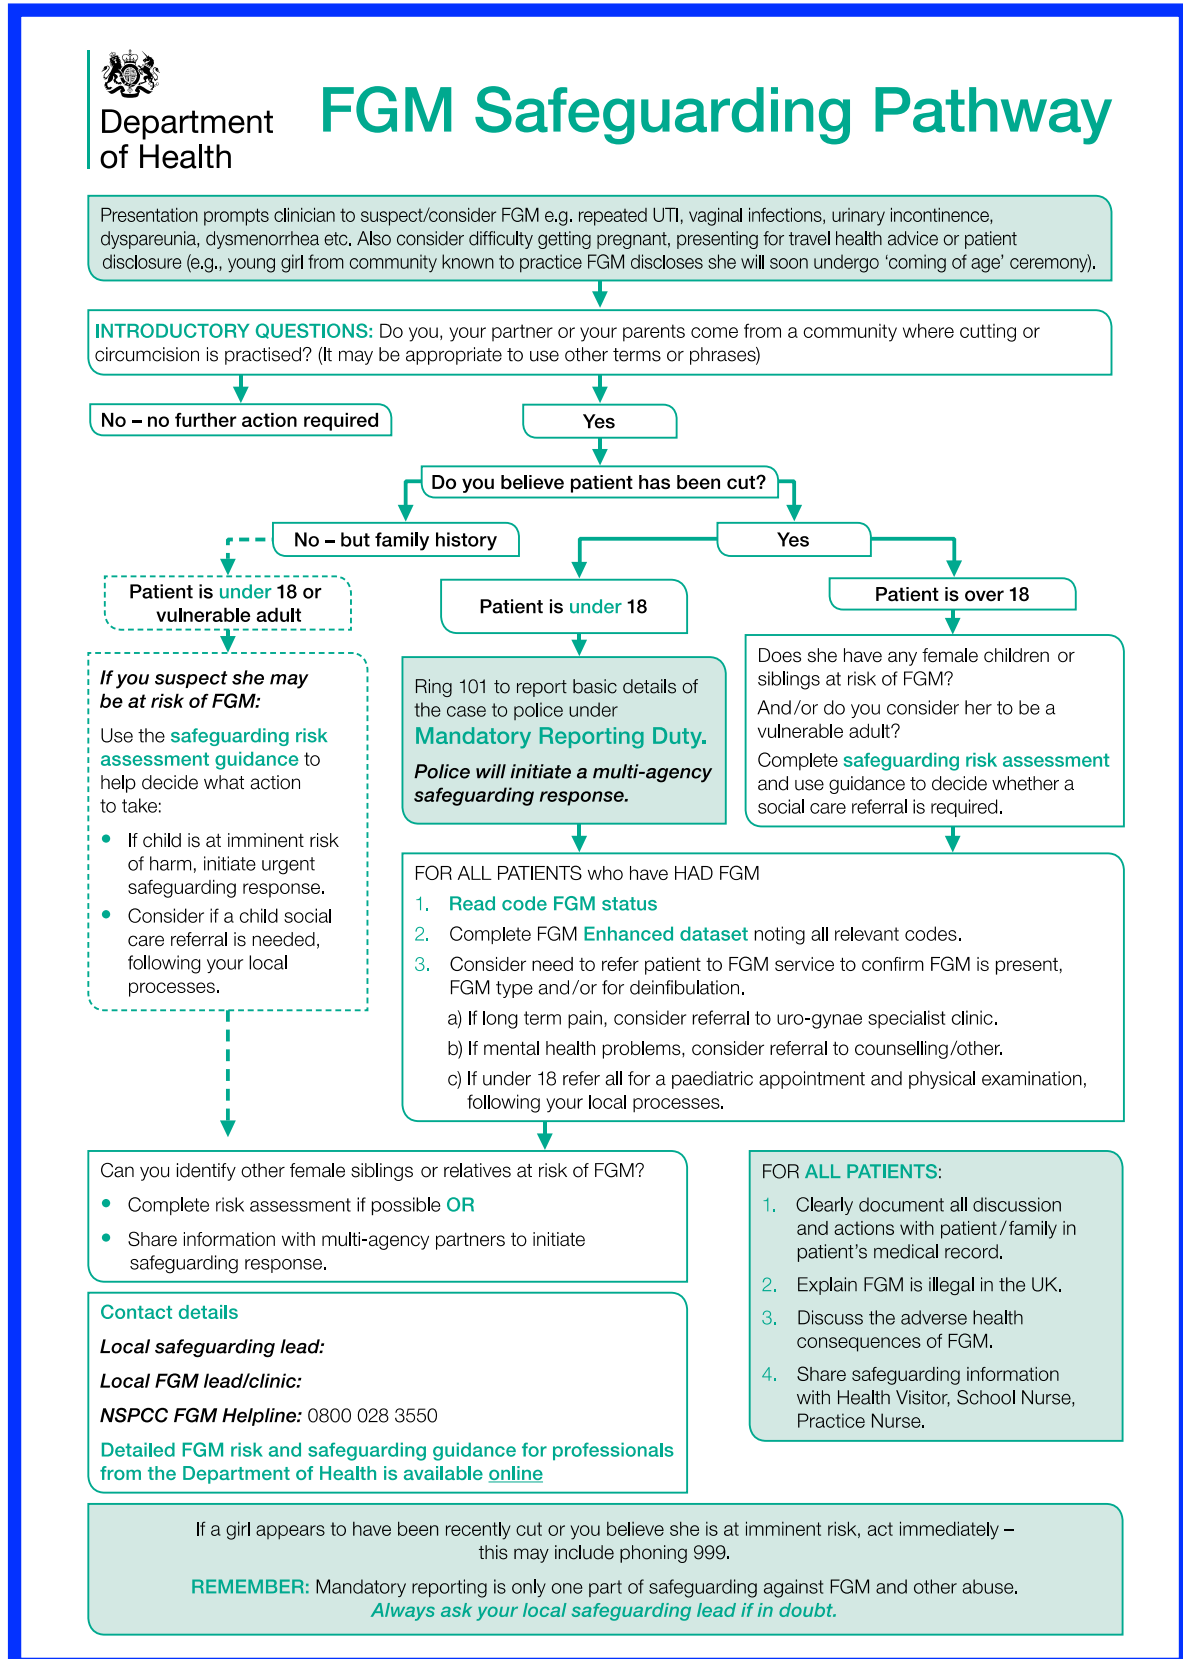 Department
of Health
FGM Safeguarding Pathway
Presentation prompts clinician to suspect/consider FGM e.g. repeated UTI, vaginal infections, urinary incontinence,
dyspareunia, dysmenorrhea etc. Also consider difficulty getting pregnant, presenting for travel health advice or patient
disclosure (e.g., young girl from community known to practice FGM discloses she will soon undergo ‘coming of age’ ceremony).
INTRODUCTORY QUESTIONS: Do you, your partner or your parents come from a community where cutting or
circumcision is practised? (It may be appropriate to use other terms or phrases)
No – no further action required
Yes
Do you believe patient has been cut?
No – but family history
Yes
Patient is under 18 or
vulnerable adult
Patient is under 18
Patient is over 18
If you suspect she may
be at risk of FGM:
Use the safeguarding risk
assessment guidance to
help decide what action
to take:
• If child is at imminent risk
of harm, initiate urgent
safeguarding response.
• Consider if a child social
care referral is needed,
following your local
processes.
Ring 101 to report basic details of
the case to police under
Mandatory Reporting Duty.
Police will initiate a multi-agency
safeguarding response.
Does she have any female children or
siblings at risk of FGM?
And/or do you consider her to be a
vulnerable adult?
Complete safeguarding risk assessment
and use guidance to decide whether a
social care referral is required.
FOR ALL PATIENTS who have HAD FGM
1. Read code FGM status
2. Complete FGM Enhanced dataset noting all relevant codes.
3. Consider need to refer patient to FGM service to confirm FGM is present,
FGM type and/or for deinfibulation.
a) If long term pain, consider referral to uro-gynae specialist clinic.
b) If mental health problems, consider referral to counselling/other.
c) If under 18 refer all for a paediatric appointment and physical examination,
following your local processes.
Can you identify other female siblings or relatives at risk of FGM?
• Complete risk assessment if possible OR
• Share information with multi-agency partners to initiate
safeguarding response.
Contact details
Local safeguarding lead:
Local FGM lead/clinic:
NSPCC FGM Helpline: 0800 028 3550
Detailed FGM risk and safeguarding guidance for professionals
from the Department of Health is available online
FOR ALL PATIENTS:
1. Clearly document all discussion
and actions with patient/family in
patient’s medical record.
2. Explain FGM is illegal in the UK.
3. Discuss the adverse health
consequences of FGM.
4. Share safeguarding information
with Health Visitor, School Nurse,
Practice Nurse.
If a girl appears to have been recently cut or you believe she is at imminent risk, act immediately –
this may include phoning 999.
REMEMBER: Mandatory reporting is only one part of safeguarding against FGM and other abuse.
Always ask your local safeguarding lead if in doubt.